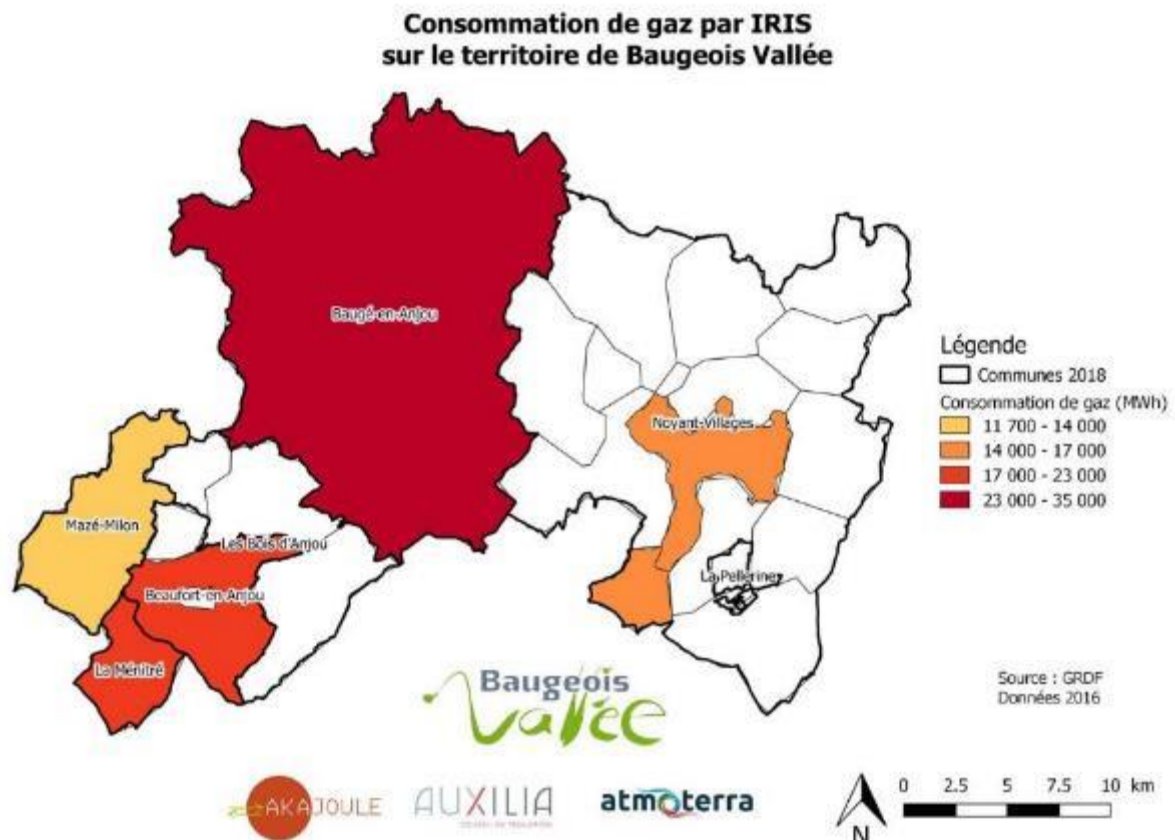 Consommation de gaz par IRIS
sur le territoire de Baugeois Vallée
Baugé-en-Anjou
Noyant-Villages
Mazé-Milon
Les Bois d'Anjou
Beaufort-en-Anjou
La Pellerine
La Ménitré
Légende
Communes 2018
Consommation de gaz (MWh)
11 700 - 14 000
14 000 - 17 000
17 000 - 23 000
23 000 - 35 000
Source : GRDF
Données 2016
Baugeois
Vallée
AKAJOULE
AUXILIA
atmoterra
N
0 2.5 5 7.5 10 km